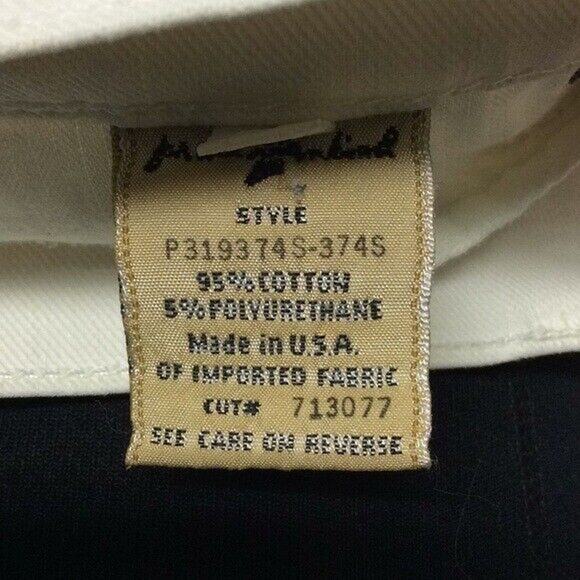 STYLE
P319374S-374S
95% COTTON
5% POLYURETHANE
Made in U.S.A.
OF IMPORTED FABRIC
CUT# 713077
SEE CARE ON REVERSE